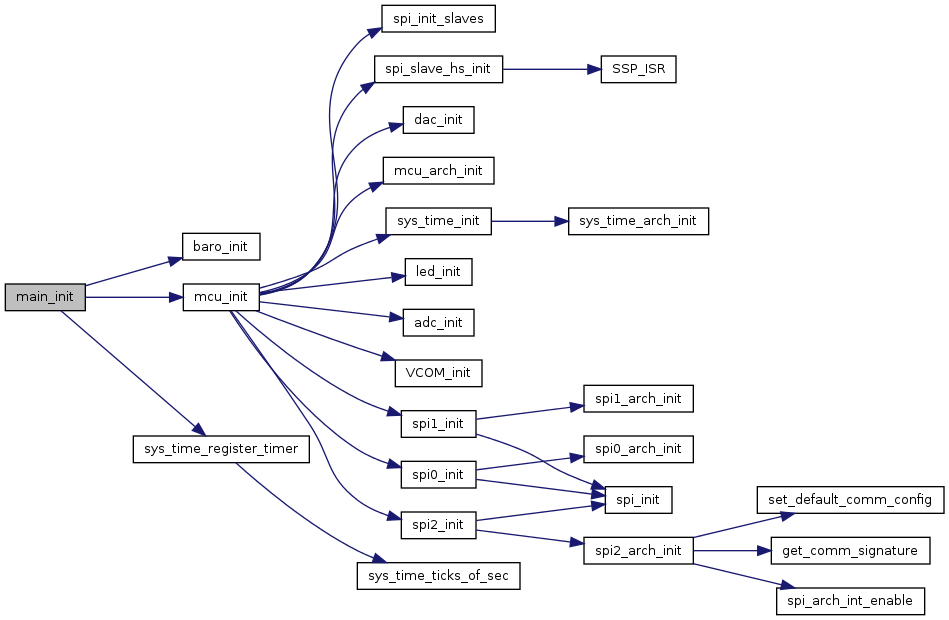 spi_init_slaves
spi_slave_hs_init
SSP_ISR
dac_init
mcu_arch_init
sys_time_init
sys_time_arch_init
baro_init
led_init
main_init
mcu_init
adc_init
VCOM_init
spi1_init
spi1_arch_init
sys_time_register_timer
spi0_init
spi0_arch_init
spi_init
set_default_comm_config
spi2_init
spi2_arch_init
get_comm_signature
sys_time_ticks_of_sec
spi_arch_int_enable